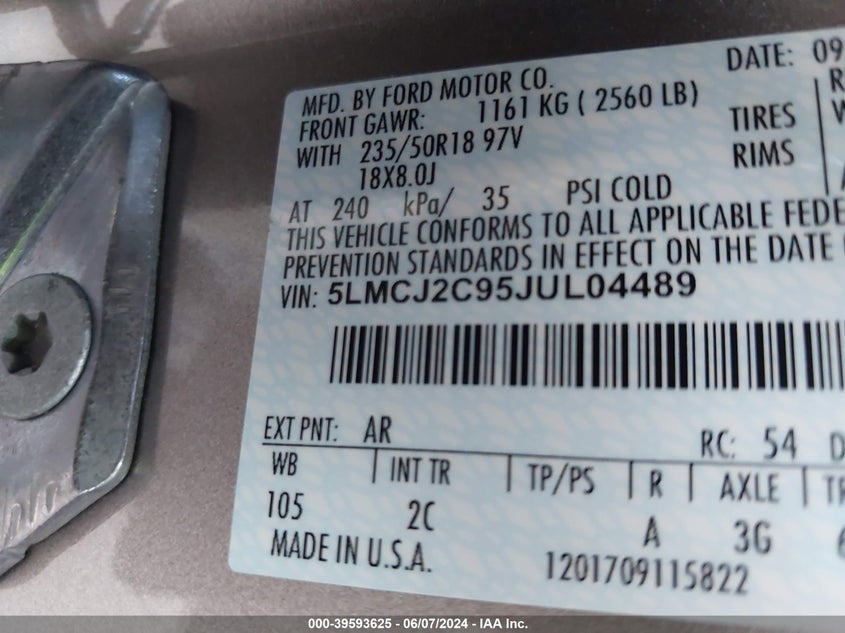 MFD. BY FORD MOTOR CO. DATE: 09
FRONT GAWR: 1161 KG ( 2560 LB)
WITH 235/50R18 97V TIRES
18X8.0J RIMS
AT 240 kPa/ 35 PSI COLD
THIS VEHICLE CONFORMS TO ALL APPLICABLE FEDE
PREVENTION STANDARDS IN EFFECT ON THE DATE
VIN: 5LMCJ2C95JUL04489
EXT PNT: AR RC: 54 D
WB INT TR TP/PS R AXLE TR
105 2C A 3G
MADE IN U.S.A. 1201709115822
000-39593625 - 06/07/2024 - IAA Inc.